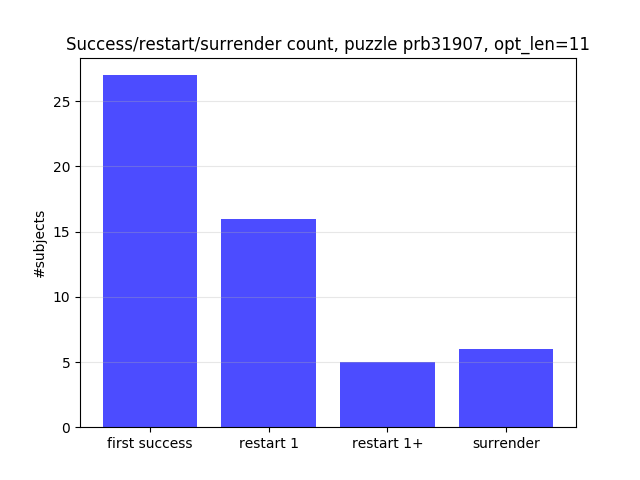 Success/restart/surrender count, puzzle prb31907, opt_len=11
#subjects
25
20
15
10
5
0
first success restart 1 restart 1+ surrender